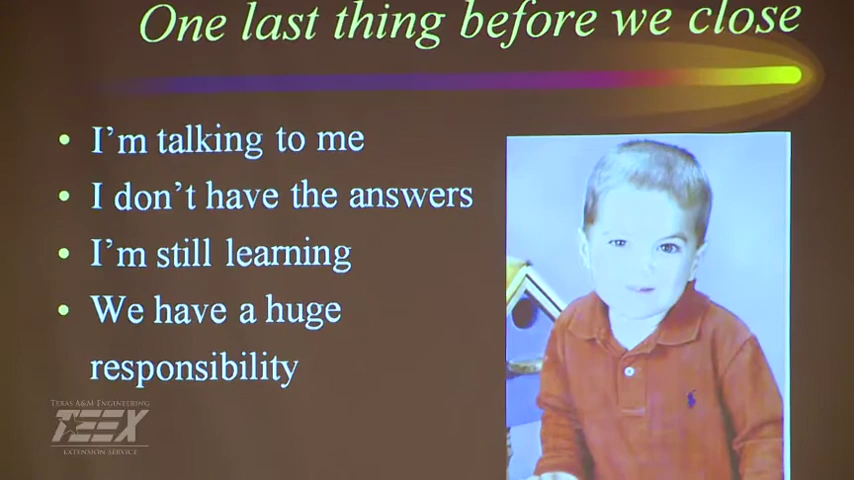 One last thing before we close
• I'm talking to me
• I don't have the answers
• I'm still learning
• We have a huge
responsibility
TEXAS A&M ENGINEERING
TEEX
EXTENSION SERVICE